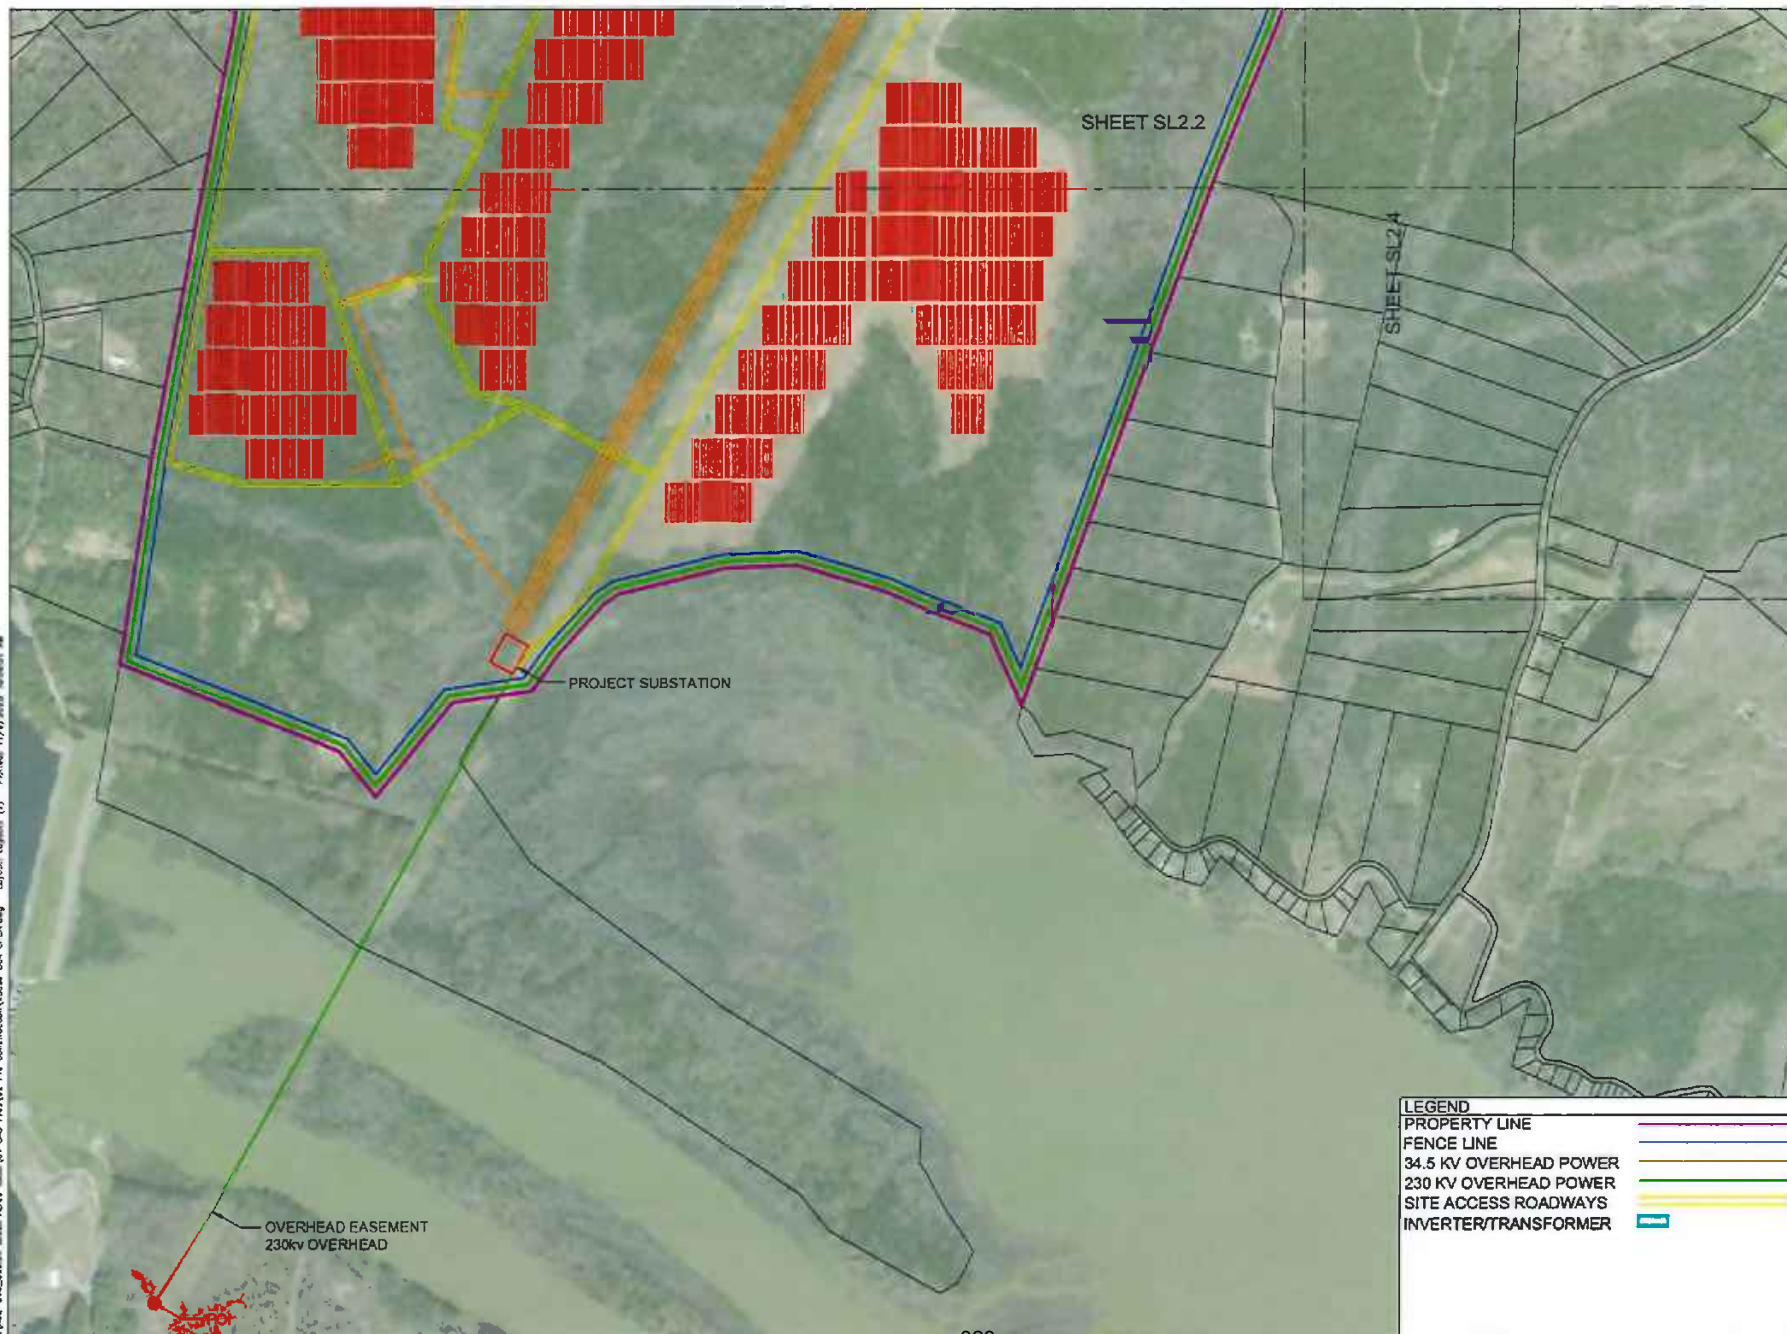 SHEET SL2.2
SHEET SL2.4
PROJECT SUBSTATION
OVERHEAD EASEMENT
230kv OVERHEAD
POI
LEGEND
PROPERTY LINE
FENCE LINE
34.5 KV OVERHEAD POWER
230 KV OVERHEAD POWER
SITE ACCESS ROADWAYS
INVERTER/TRANSFORMER